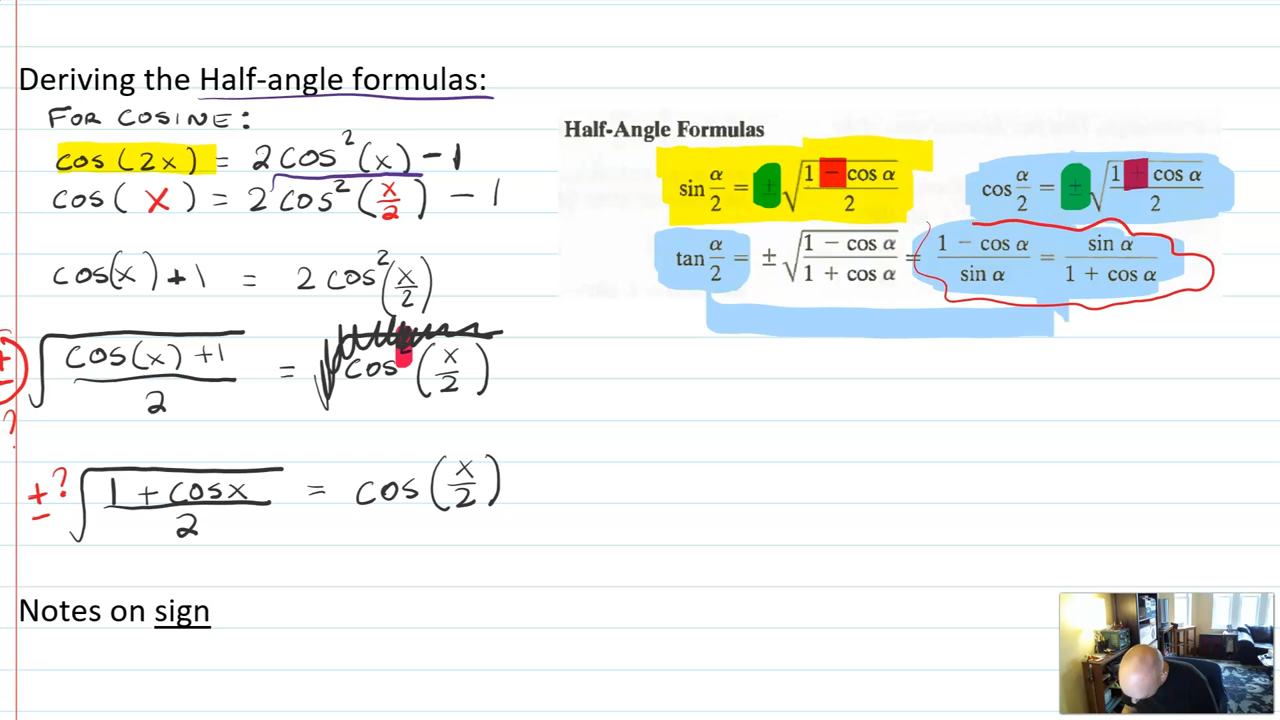 Deriving the Half-angle formulas:
FOR COSINE:
cos(2x) = 2cos²(x) - 1
cos(x) = 2cos²(x/2) - 1
cos(x) + 1 = 2cos²(x/2)
± √((cos(x) + 1)/2) = √cos²(x/2)
?
±? √((1 + cosx)/2) = cos(x/2)
Notes on sign
Half-Angle Formulas
sin α/2 = ± √((1 − cos α)/2)
cos α/2 = ± √((1 + cos α)/2)
tan α/2 = ± √((1 − cos α)/(1 + cos α)) = (1 − cos α)/(sin α) = (sin α)/(1 + cos α)